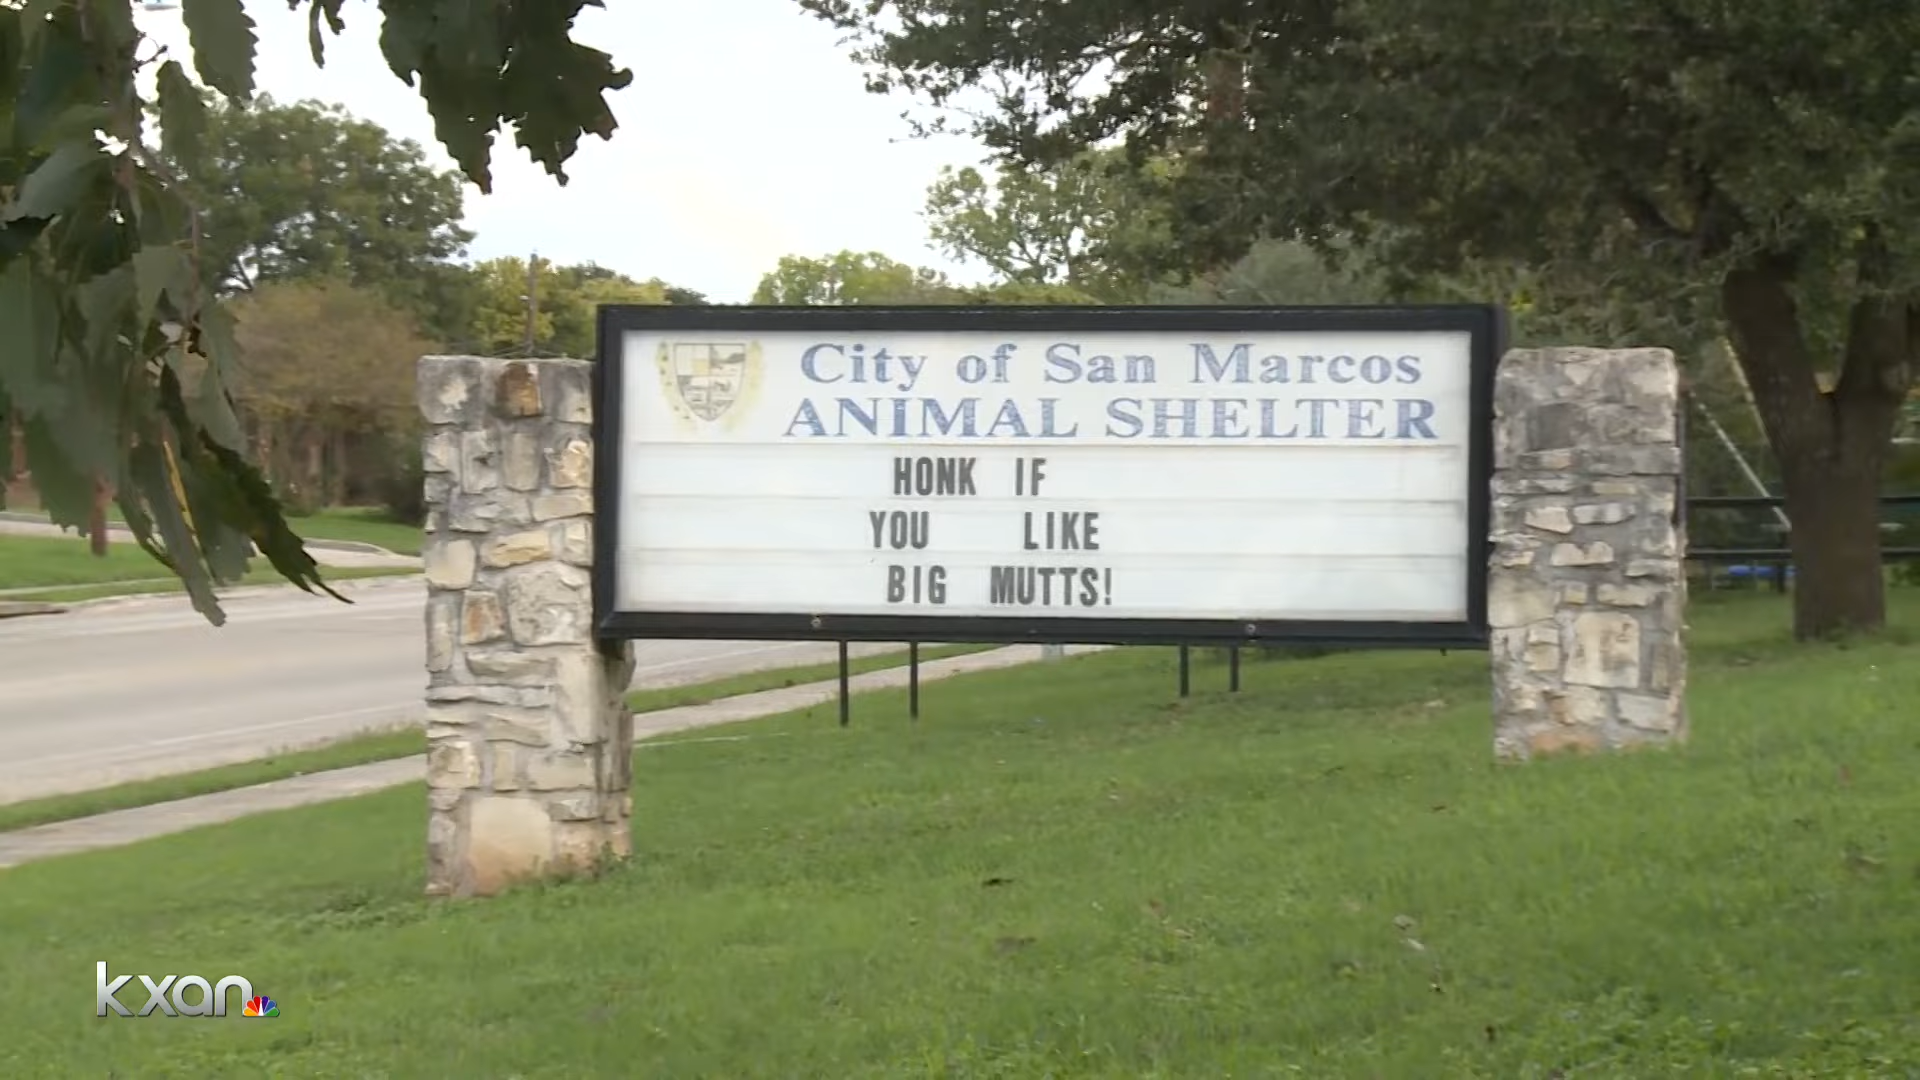 City of San Marcos
ANIMAL SHELTER
HONK IF
YOU LIKE
BIG MUTTS!
kxan